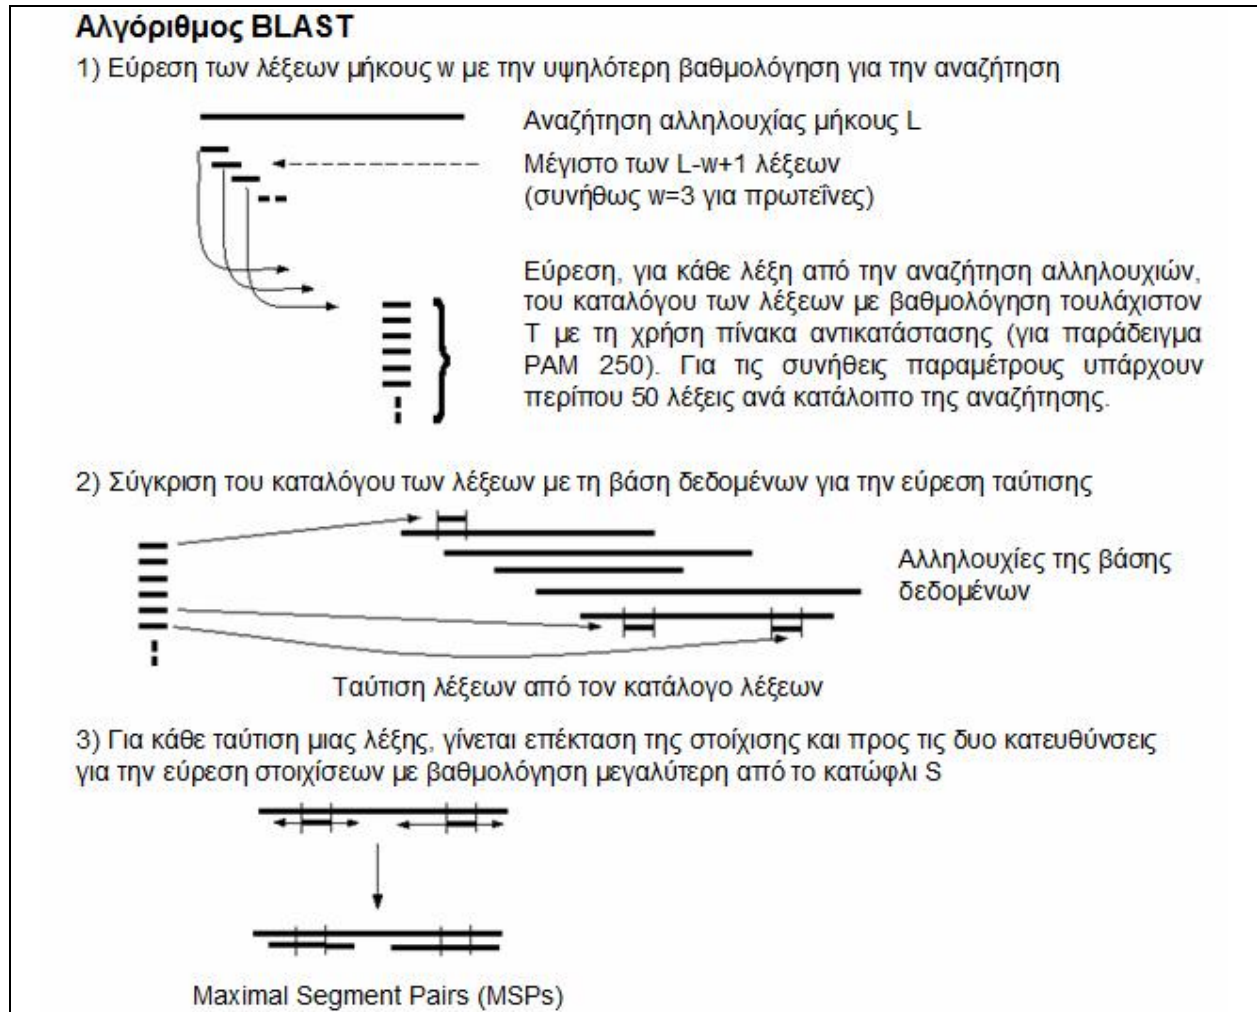 Αλγόριθμος BLAST
1) Εύρεση των λέξεων μήκους w με την υψηλότερη βαθμολόγηση για την αναζήτηση
Αναζήτηση αλληλουχίας μήκους L
Μέγιστο των L-w+1 λέξεων
(συνήθως w=3 για πρωτεΐνες)
Εύρεση, για κάθε λέξη από την αναζήτηση αλληλουχιών,
του καταλόγου των λέξεων με βαθμολόγηση τουλάχιστον
Τ με τη χρήση πίνακα αντικατάστασης (για παράδειγμα
PAM 250). Για τις συνήθεις παραμέτρους υπάρχουν
περίπου 50 λέξεις ανά κατάλοιπο της αναζήτησης.
2) Σύγκριση του καταλόγου των λέξεων με τη βάση δεδομένων για την εύρεση ταύτισης
Αλληλουχίες της βάσης
δεδομένων
Ταύτιση λέξεων από τον κατάλογο λέξεων
3) Για κάθε ταύτιση μιας λέξης, γίνεται επέκταση της στοίχισης και προς τις δυο κατευθύνσεις
για την εύρεση στοιχίσεων με βαθμολόγηση μεγαλύτερη από το κατώφλι S
Maximal Segment Pairs (MSPs)